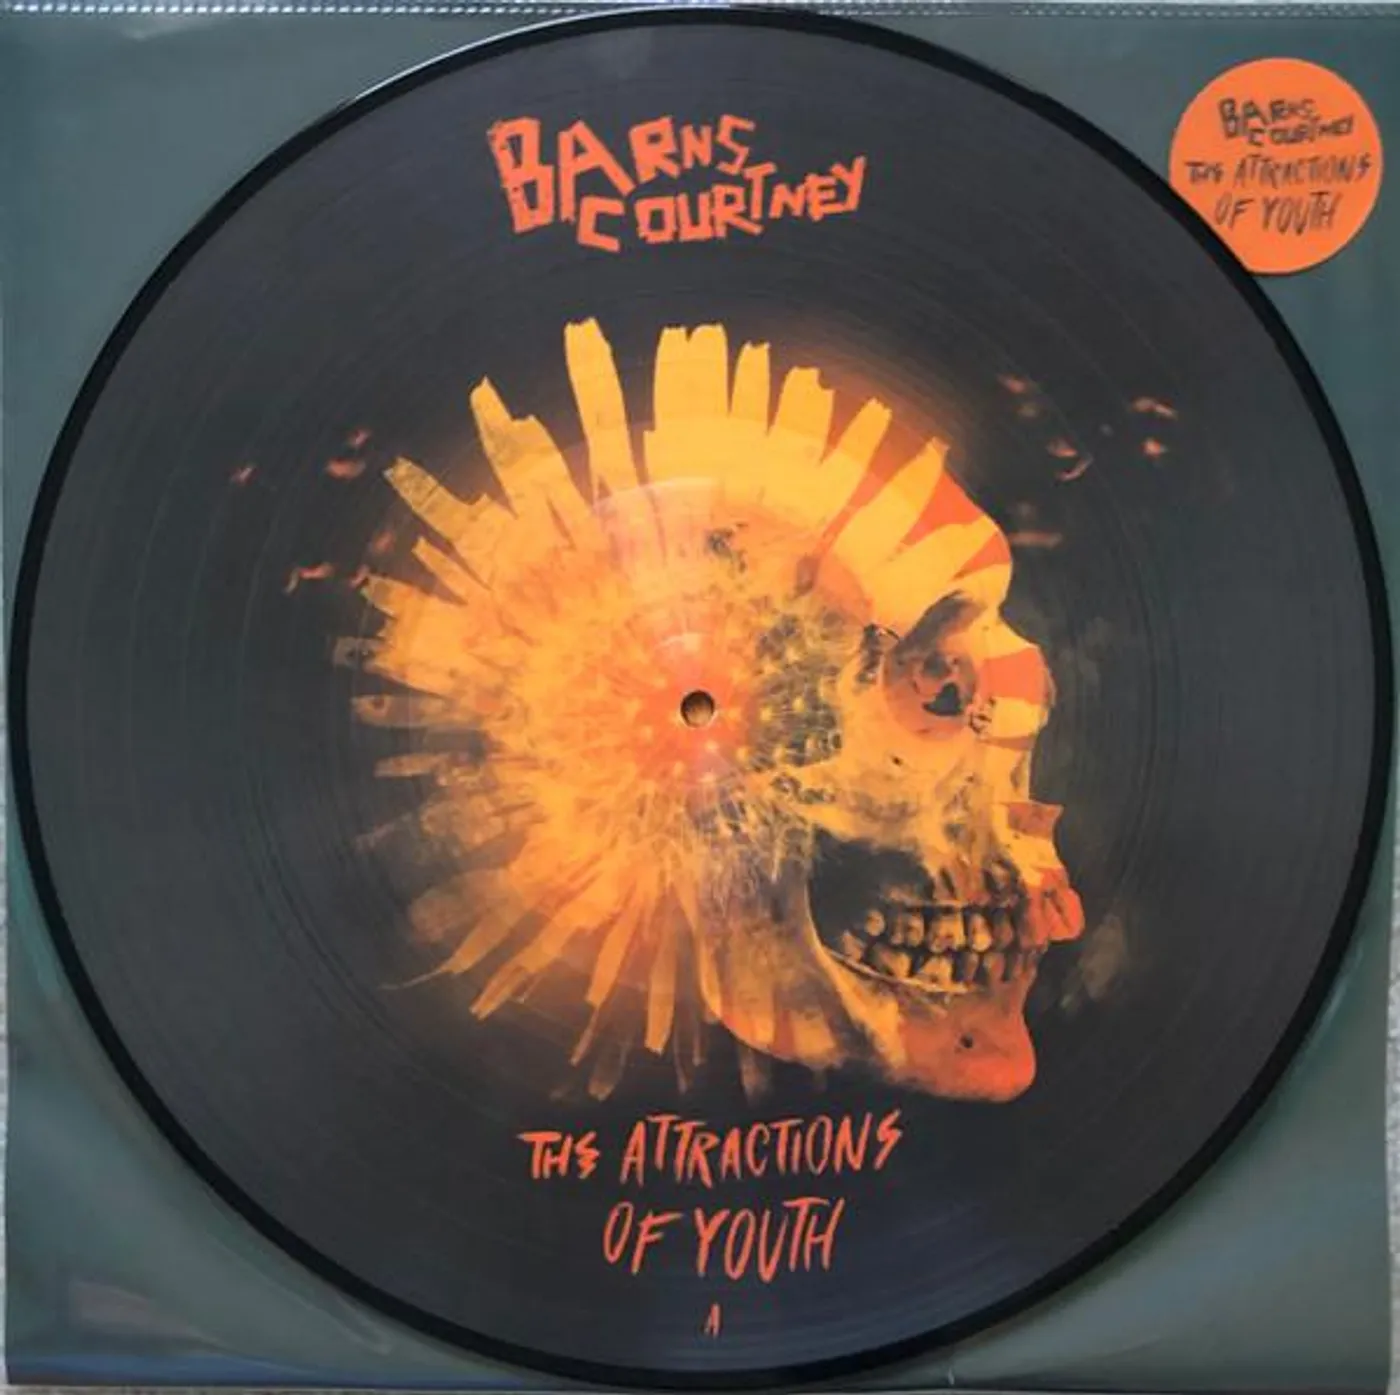 BARNS
COURTNEY
BARNS
COURTNEY
THE ATTRACTIONS
OF YOUTH
THE ATTRACTIONS
OF YOUTH
A